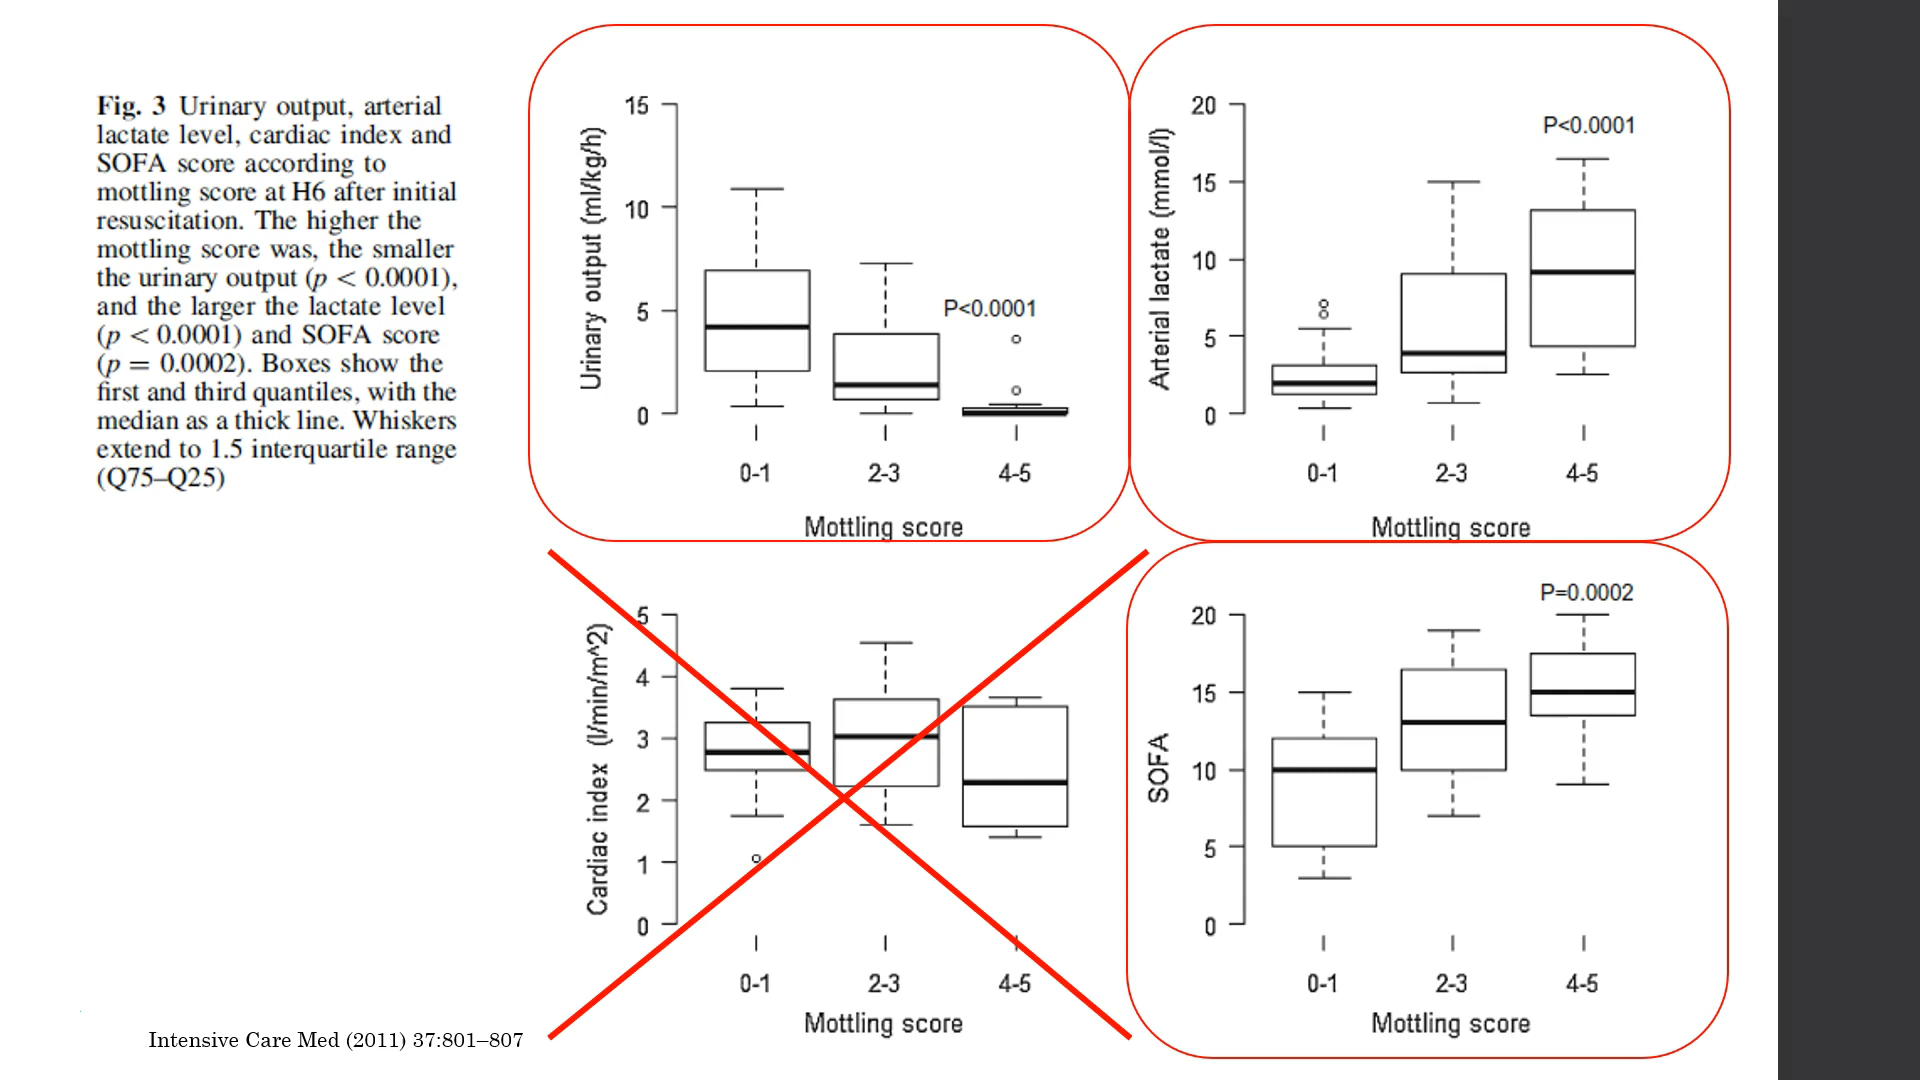 Fig. 3 Urinary output, arterial
lactate level, cardiac index and
SOFA score according to
mottling score at H6 after initial
resuscitation. The higher the
mottling score was, the smaller
the urinary output (p < 0.0001),
and the larger the lactate level
(p < 0.0001) and SOFA score
(p = 0.0002). Boxes show the
first and third quantiles, with the
median as a thick line. Whiskers
extend to 1.5 interquartile range
(Q75–Q25)
Urinary output (ml/kg/h)
15
10
5
0
P<0.0001
0-1 2-3 4-5
Mottling score
Arterial lactate (mmol/l)
20
15
10
5
0
P<0.0001
0-1 2-3 4-5
Mottling score
Cardiac index (l/min/m^2)
5
4
3
2
1
0
0-1 2-3 4-5
Mottling score
SOFA
20
15
10
5
0
P=0.0002
0-1 2-3 4-5
Mottling score
Intensive Care Med (2011) 37:801–807